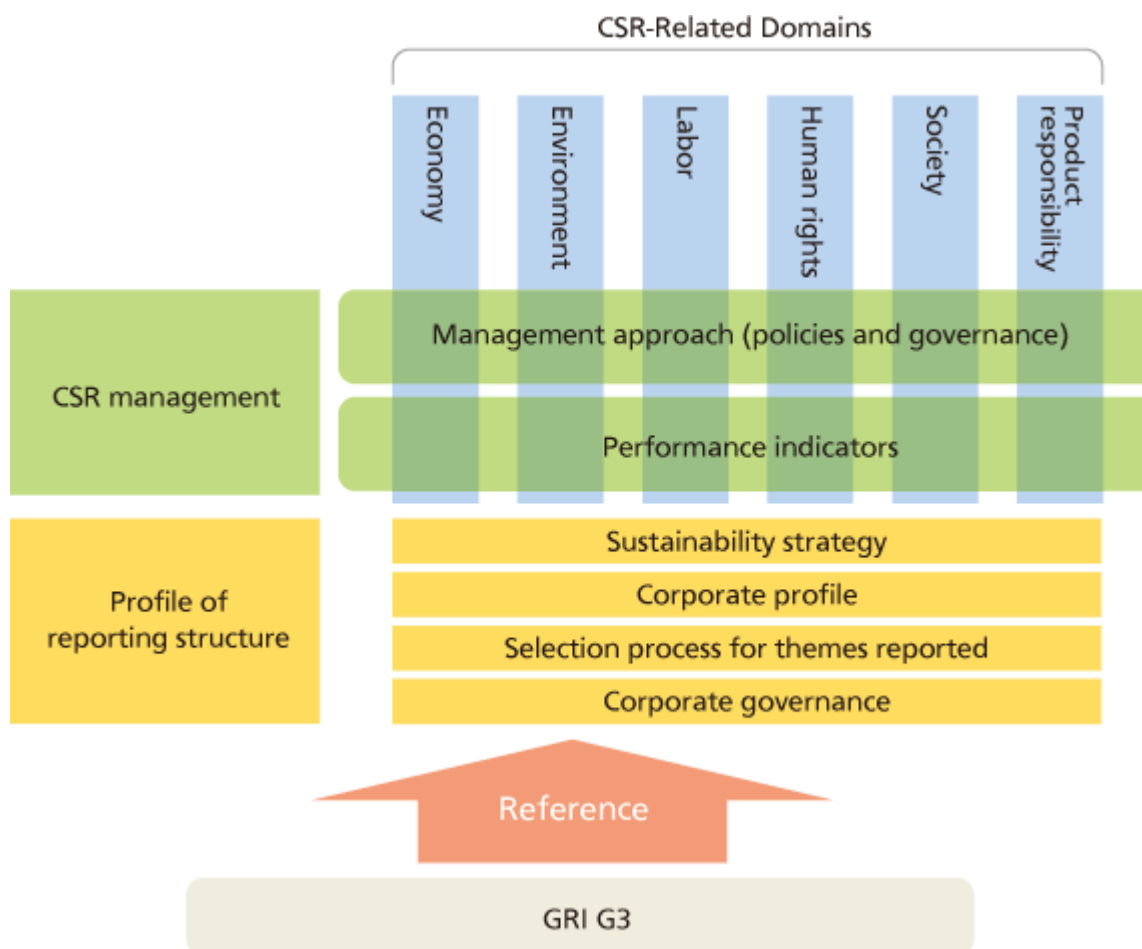 CSR-Related Domains
Economy
Environment
Labor
Human rights
Society
Product
responsibility
Management approach (policies and governance)
CSR management
Performance indicators
Sustainability strategy
Corporate profile
Profile of
reporting structure
Selection process for themes reported
Corporate governance
Reference
GRI G3